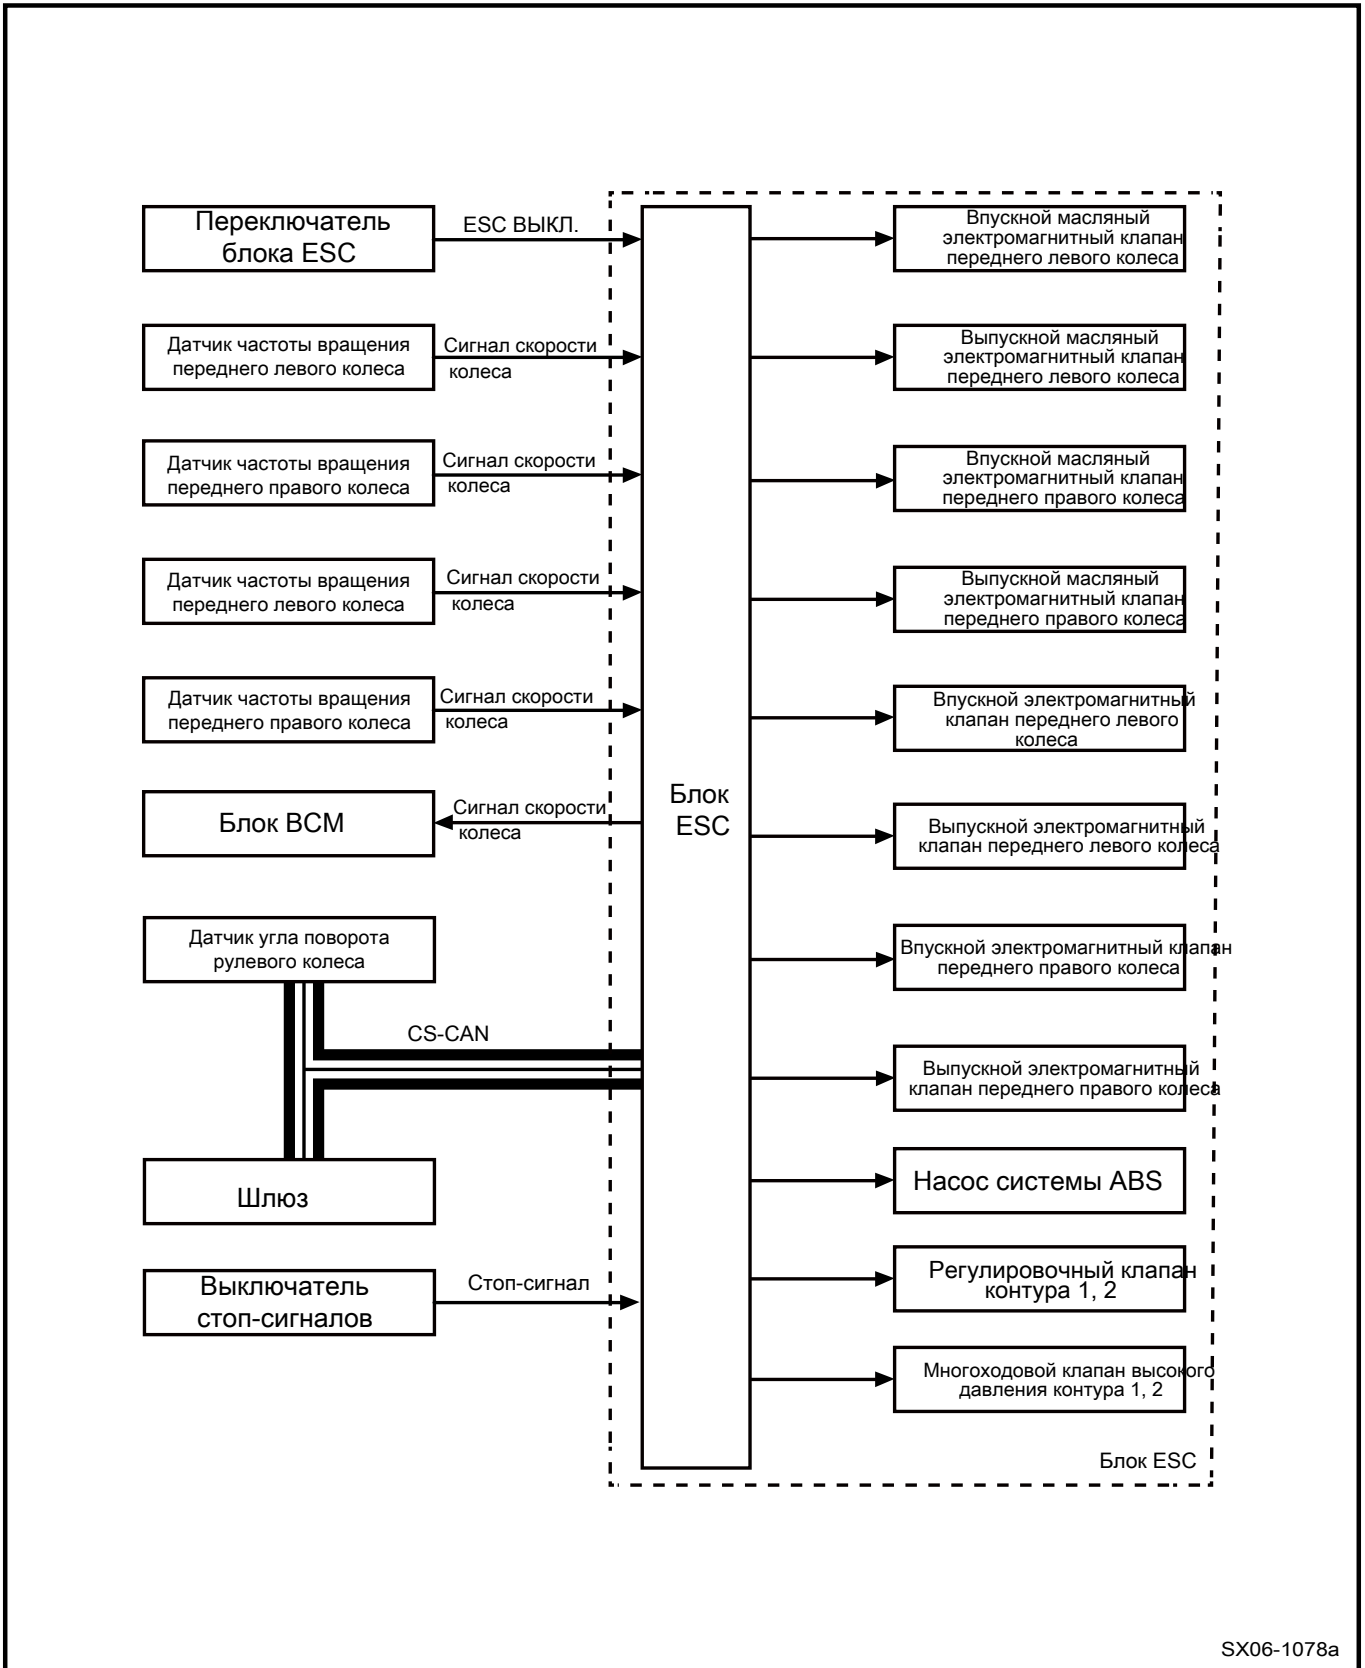 Переключатель
блока ESC
ESC ВЫКЛ.
Впускной масляный
электромагнитный клапан
переднего левого колеса
Датчик частоты вращения
переднего левого колеса
Сигнал скорости
колеса
Выпускной масляный
электромагнитный клапан
переднего левого колеса
Датчик частоты вращения
переднего правого колеса
Сигнал скорости
колеса
Впускной масляный
электромагнитный клапан
переднего правого колеса
Датчик частоты вращения
переднего левого колеса
Сигнал скорости
колеса
Выпускной масляный
электромагнитный клапан
переднего правого колеса
Датчик частоты вращения
переднего правого колеса
Сигнал скорости
колеса
Впускной электромагнитный
клапан переднего левого
колеса
Блок BCM
Сигнал скорости
колеса
Блок
ESC
Выпускной электромагнитный
клапан переднего левого колеса
Датчик угла поворота
рулевого колеса
Впускной электромагнитный клапан
переднего правого колеса
CS-CAN
Выпускной электромагнитный
клапан переднего правого колеса
Шлюз
Насос системы ABS
Выключатель
стоп-сигналов
Стоп-сигнал
Регулировочный клапан
контура 1, 2
Многоходовой клапан высокого
давления контура 1, 2
Блок ESC
SX06-1078a